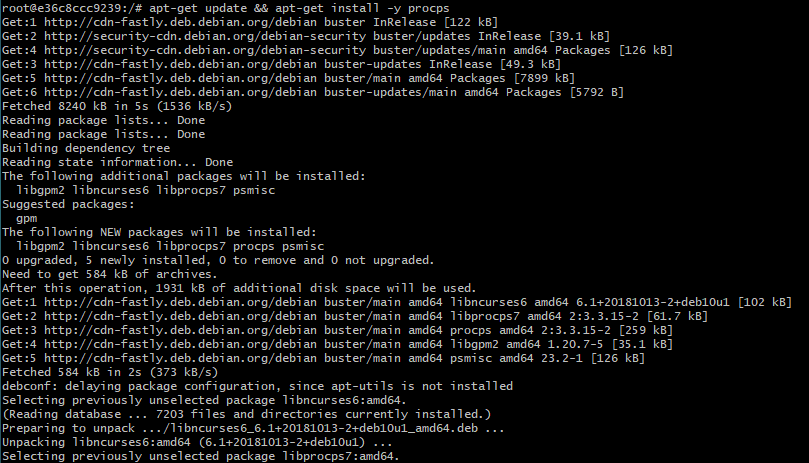 root@e36c8ccc9239:/# apt-get update && apt-get install -y procps
Get:1 http://cdn-fastly.deb.debian.org/debian buster InRelease [122 kB]
Get:2 http://security-cdn.debian.org/debian-security buster/updates InRelease [39.1 kB]
Get:4 http://security-cdn.debian.org/debian-security buster/updates/main amd64 Packages [126 kB]
Get:3 http://cdn-fastly.deb.debian.org/debian buster-updates InRelease [49.3 kB]
Get:5 http://cdn-fastly.deb.debian.org/debian buster/main amd64 Packages [7899 kB]
Get:6 http://cdn-fastly.deb.debian.org/debian buster-updates/main amd64 Packages [5792 B]
Fetched 8240 kB in 5s (1536 kB/s)
Reading package lists... Done
Reading package lists... Done
Building dependency tree
Reading state information... Done
The following additional packages will be installed:
  libgpm2 libncurses6 libprocps7 psmisc
Suggested packages:
  gpm
The following NEW packages will be installed:
  libgpm2 libncurses6 libprocps7 procps psmisc
0 upgraded, 5 newly installed, 0 to remove and 0 not upgraded.
Need to get 584 kB of archives.
After this operation, 1931 kB of additional disk space will be used.
Get:1 http://cdn-fastly.deb.debian.org/debian buster/main amd64 libncurses6 amd64 6.1+20181013-2+deb10u1 [102 kB]
Get:2 http://cdn-fastly.deb.debian.org/debian buster/main amd64 libprocps7 amd64 2:3.3.15-2 [61.7 kB]
Get:3 http://cdn-fastly.deb.debian.org/debian buster/main amd64 procps amd64 2:3.3.15-2 [259 kB]
Get:4 http://cdn-fastly.deb.debian.org/debian buster/main amd64 libgpm2 amd64 1.20.7-5 [35.1 kB]
Get:5 http://cdn-fastly.deb.debian.org/debian buster/main amd64 psmisc amd64 23.2-1 [126 kB]
Fetched 584 kB in 2s (373 kB/s)
debconf: delaying package configuration, since apt-utils is not installed
Selecting previously unselected package libncurses6:amd64.
(Reading database ... 7203 files and directories currently installed.)
Preparing to unpack .../libncurses6_6.1+20181013-2+deb10u1_amd64.deb ...
Unpacking libncurses6:amd64 (6.1+20181013-2+deb10u1) ...
Selecting previously unselected package libprocps7:amd64.